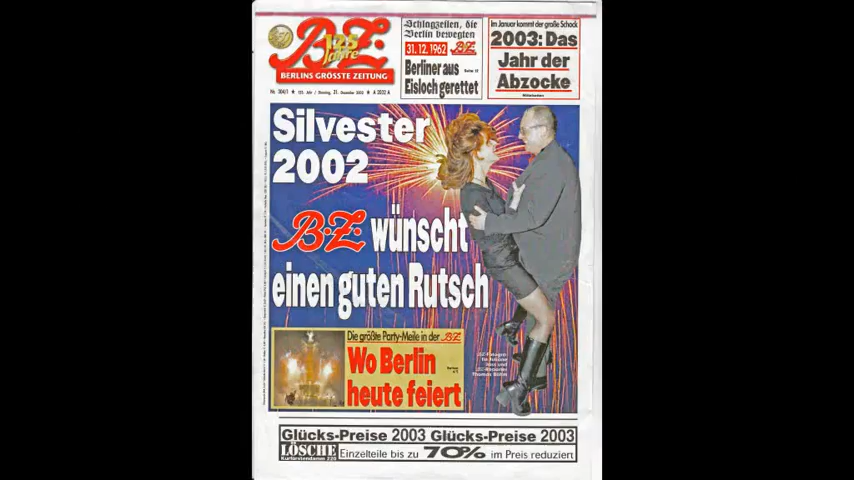 B.Z.
125 Jahre
BERLINS GRÖSSTE ZEITUNG
Schlagzeilen, die
Berlin bewegten
31.12.1962 B.Z.
Berliner aus
Eisloch gerettet
Im Januar kommt der große Schock
2003: Das
Jahr der
Abzocke
Silvester
2002
B.Z. wünscht
einen guten Rutsch
Die größte Party-Meile in der B.Z.
Wo Berlin
heute feiert
Glücks-Preise 2003 Glücks-Preise 2003
LÖSCHE
Kurfürstendamm 220
Einzelteile bis zu 70% im Preis reduziert